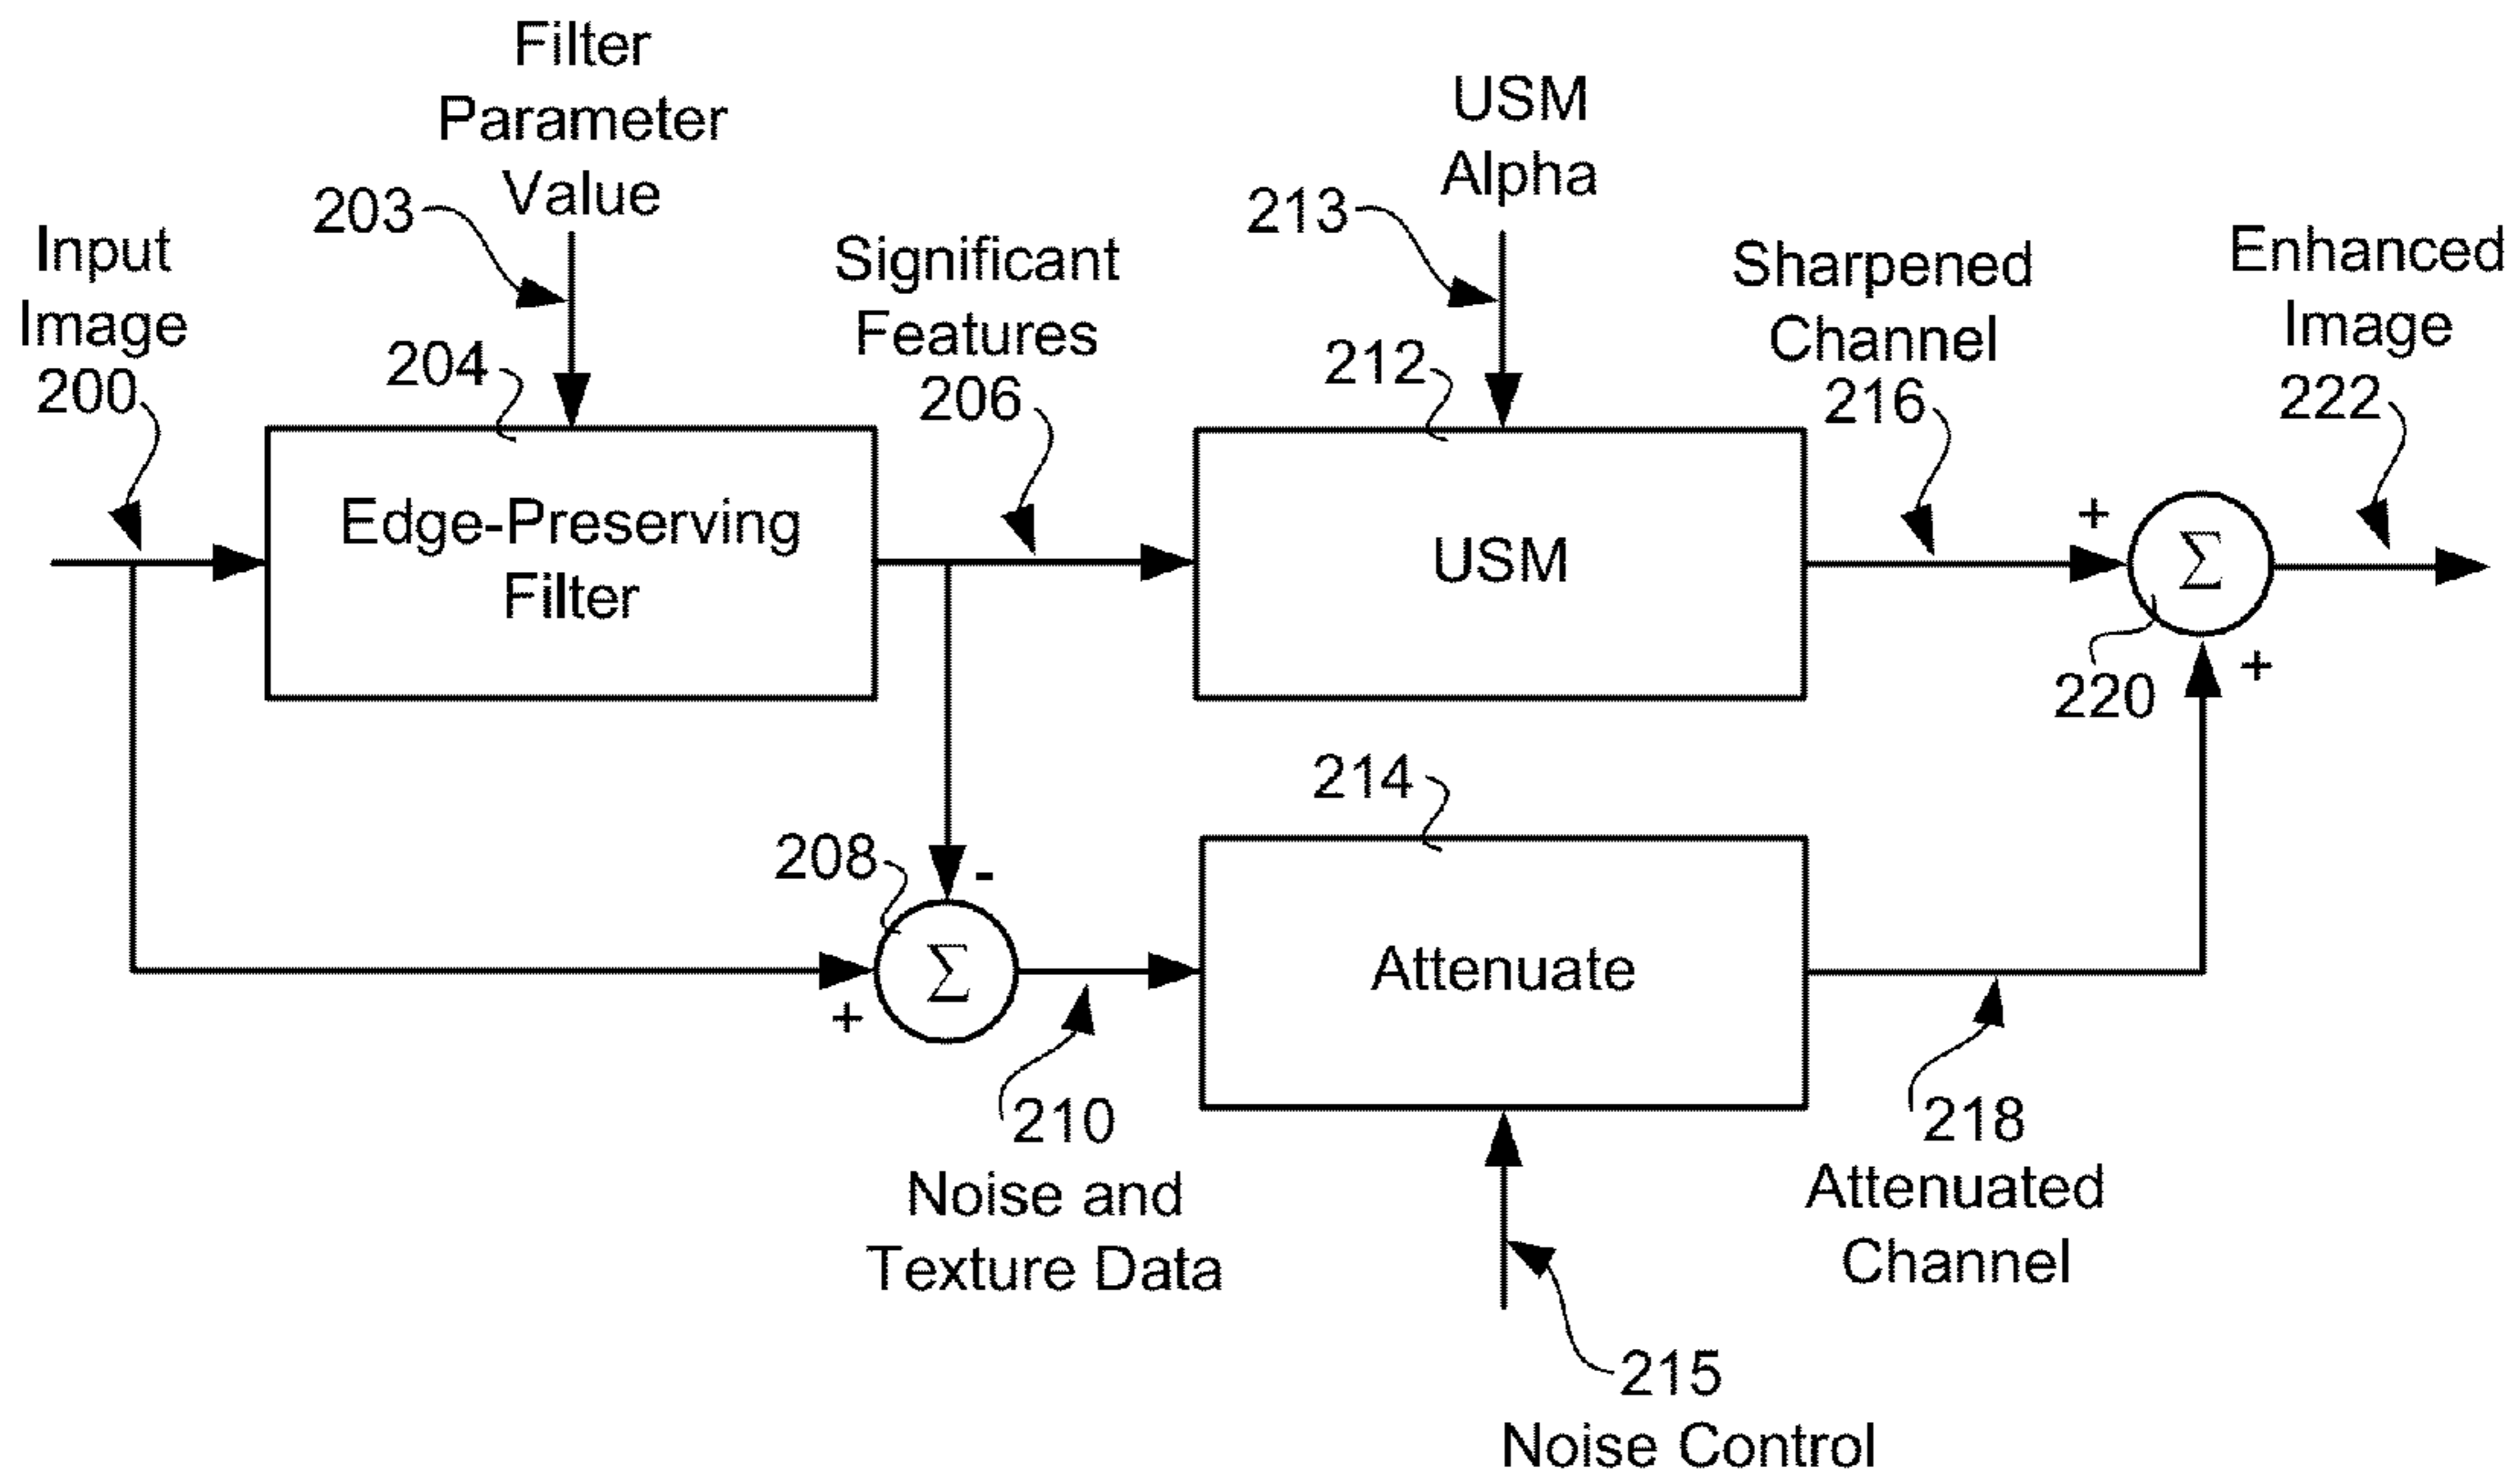 Filter
Parameter
Value
203
USM
Alpha
213
Input
Image
200
204
Significant
Features
206
212
Sharpened
Channel
216
Enhanced
Image
222
Edge-Preserving
Filter
USM
+
Σ
+
220
208
-
Σ
+
214
Attenuate
210
Noise and
Texture Data
218
Attenuated
Channel
215
Noise Control